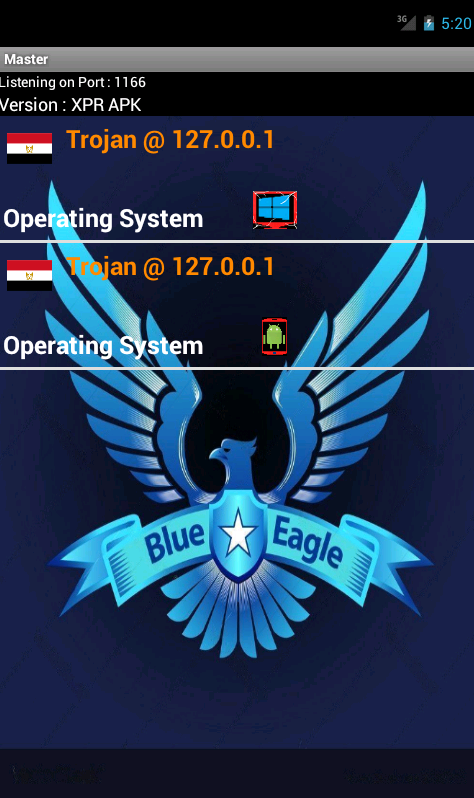 3G
5:20
Master
Listening on Port : 1166
Version : XPR APK
Trojan @ 127.0.0.1
Operating System
Trojan @ 127.0.0.1
Operating System
Blue Eagle